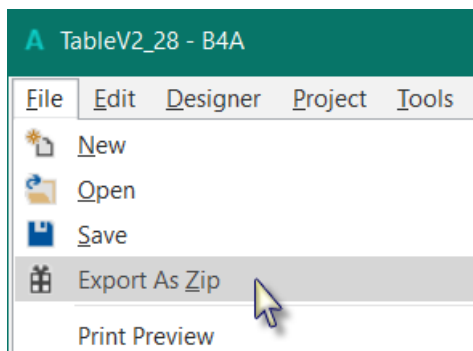 A TableV2_28 - B4A
File Edit Designer Project Tools
New
Open
Save
Export As Zip
Print Preview